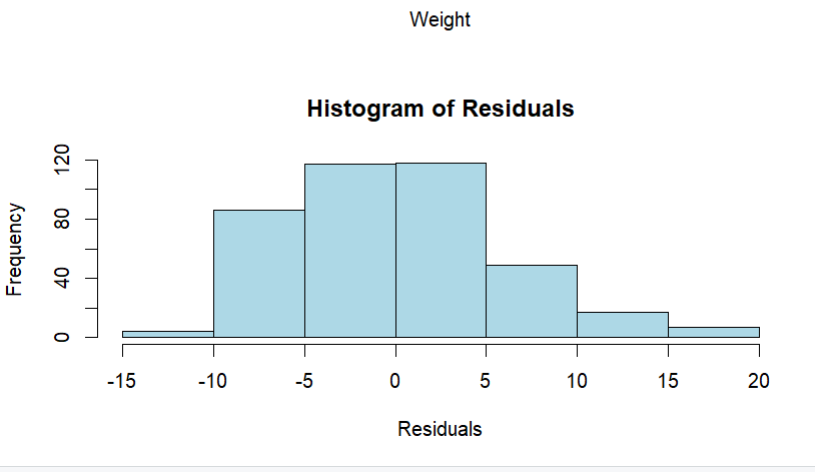 Weight
Histogram of Residuals
Frequency
120
80
40
0
-15 -10 -5 0 5 10 15 20
Residuals